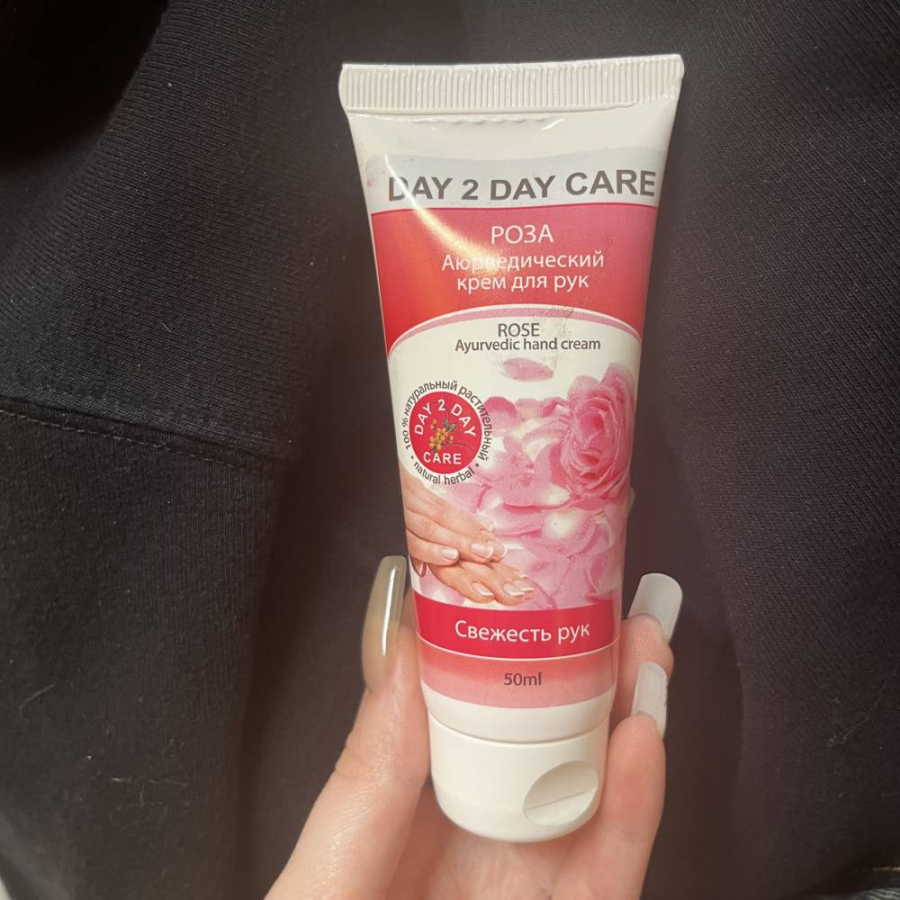 DAY 2 DAY CARE
РОЗА
Аюрведический
крем для рук
ROSE
Ayurvedic hand cream
100 % натуральный растительный
DAY 2 DAY
CARE
natural herbal
Свежесть рук
50ml